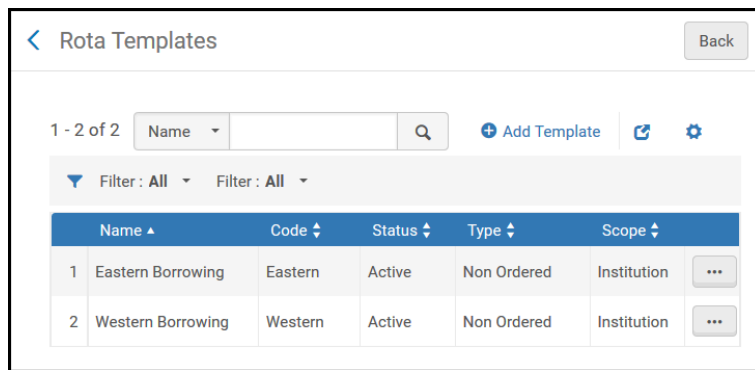 Rota Templates
Back
1 - 2 of 2 Name Add Template
Filter : All Filter : All
Name Code Status Type Scope
1 Eastern Borrowing Eastern Active Non Ordered Institution ...
2 Western Borrowing Western Active Non Ordered Institution ...